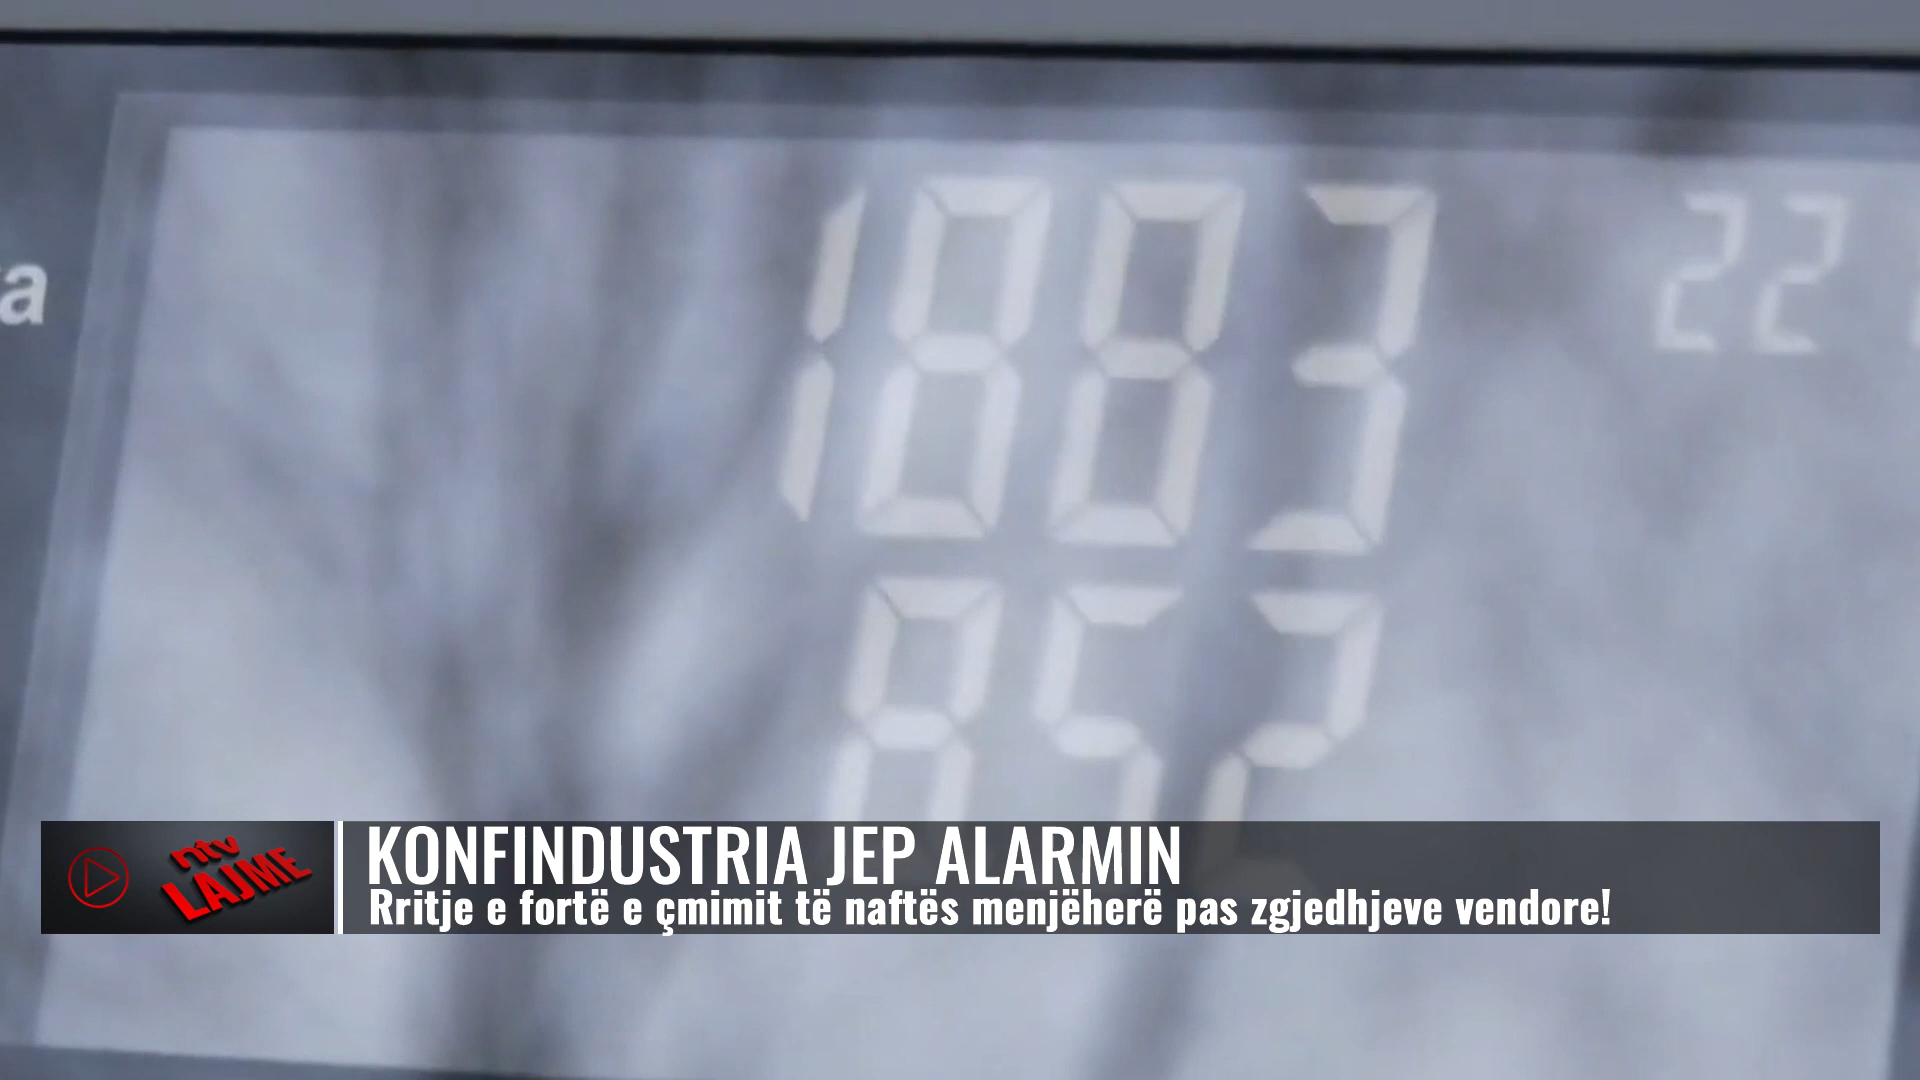 a
1883
22
852
ntv
LAJME
KONFINDUSTRIA JEP ALARMIN
Rritje e fortë e çmimit të naftës menjëherë pas zgjedhjeve vendore!